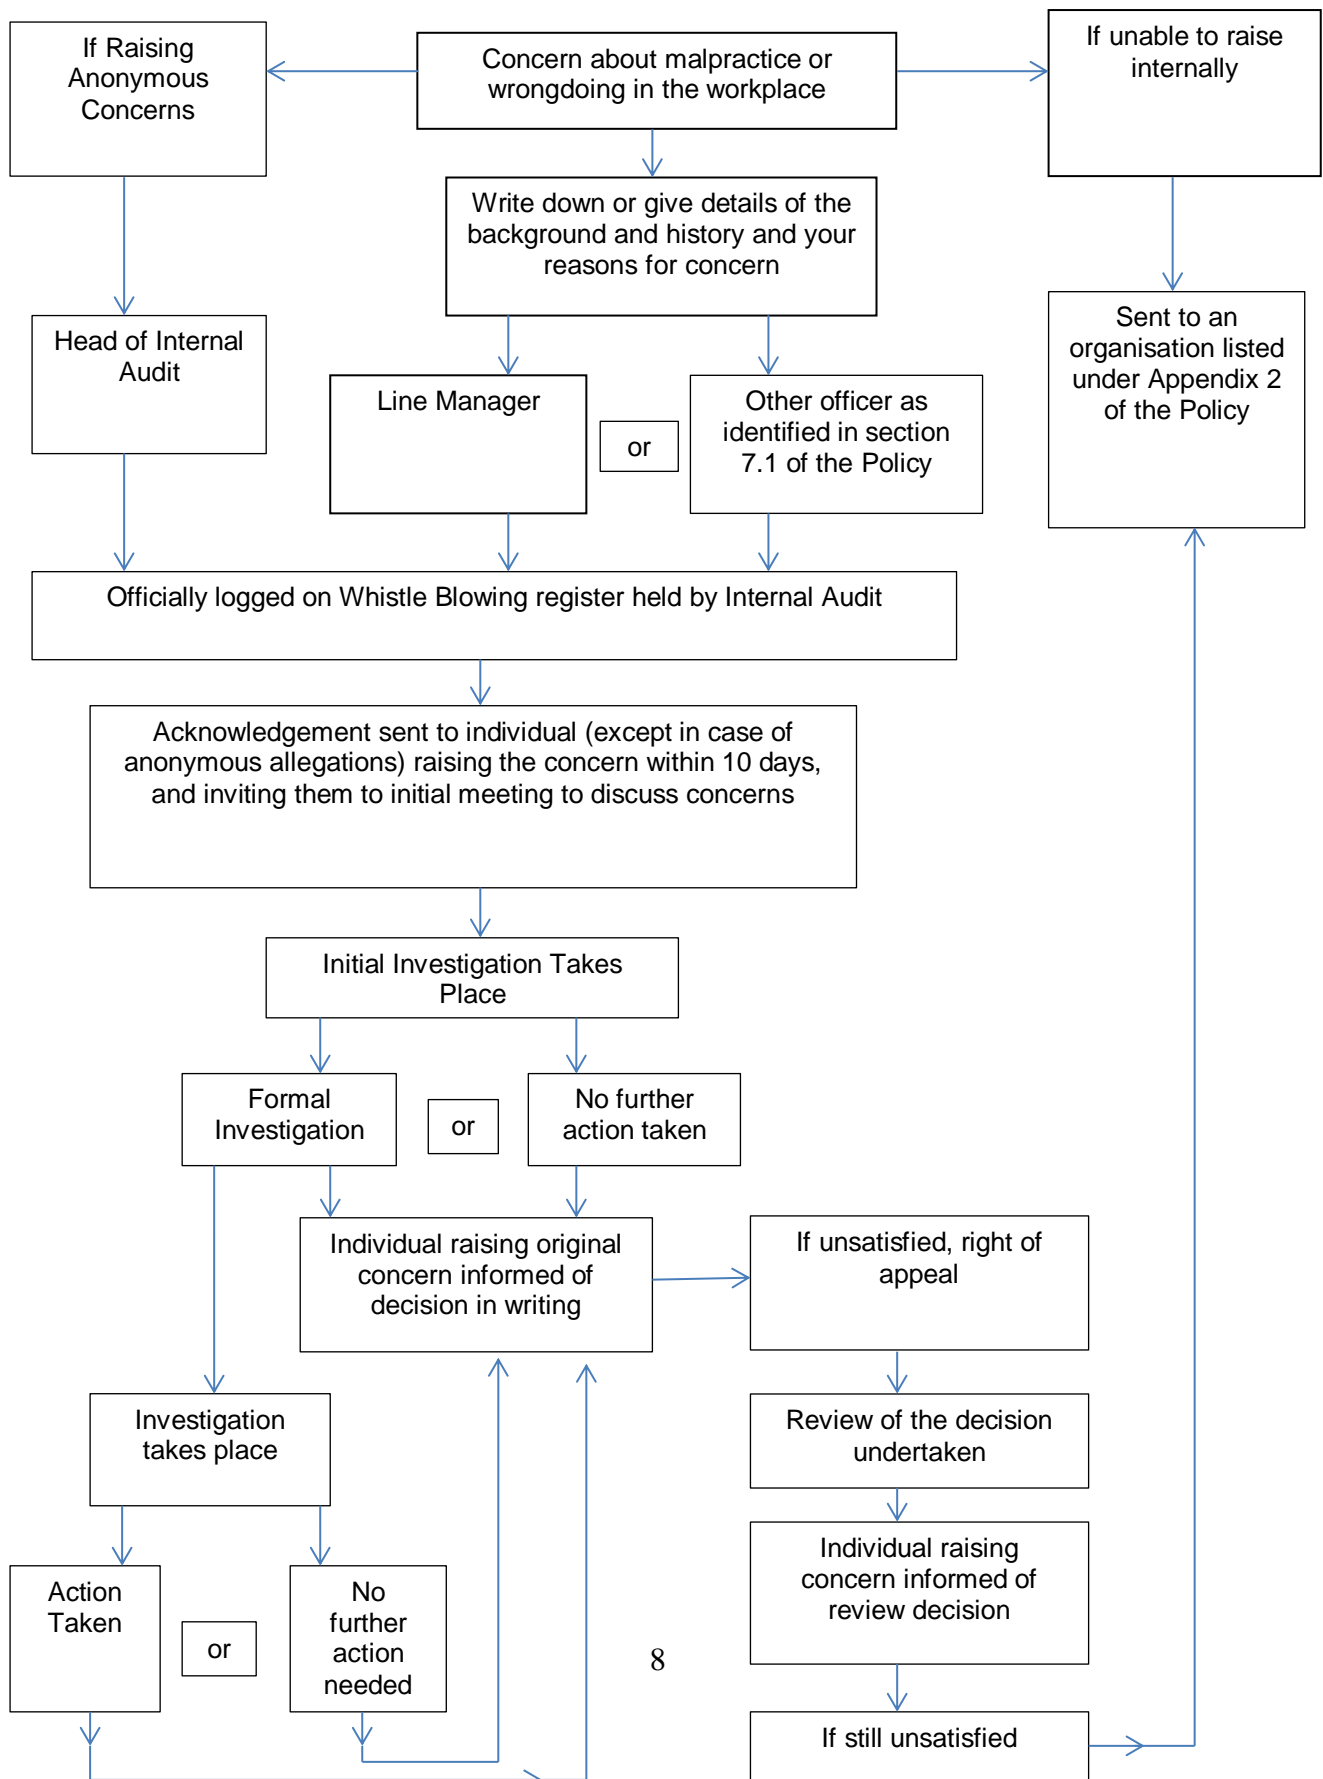 If Raising
Anonymous
Concerns
Concern about malpractice or
wrongdoing in the workplace
If unable to raise
internally
Write down or give details of the
background and history and your
reasons for concern
Head of Internal
Audit
Line Manager
or
Other officer as
identified in section
7.1 of the Policy
Sent to an
organisation listed
under Appendix 2
of the Policy
Officially logged on Whistle Blowing register held by Internal Audit
Acknowledgement sent to individual (except in case of
anonymous allegations) raising the concern within 10 days,
and inviting them to initial meeting to discuss concerns
Initial Investigation Takes
Place
Formal
Investigation
or
No further
action taken
Individual raising original
concern informed of
decision in writing
If unsatisfied, right of
appeal
Investigation
takes place
Review of the decision
undertaken
Individual raising
concern informed of
review decision
Action
Taken
or
No
further
action
needed
8
If still unsatisfied